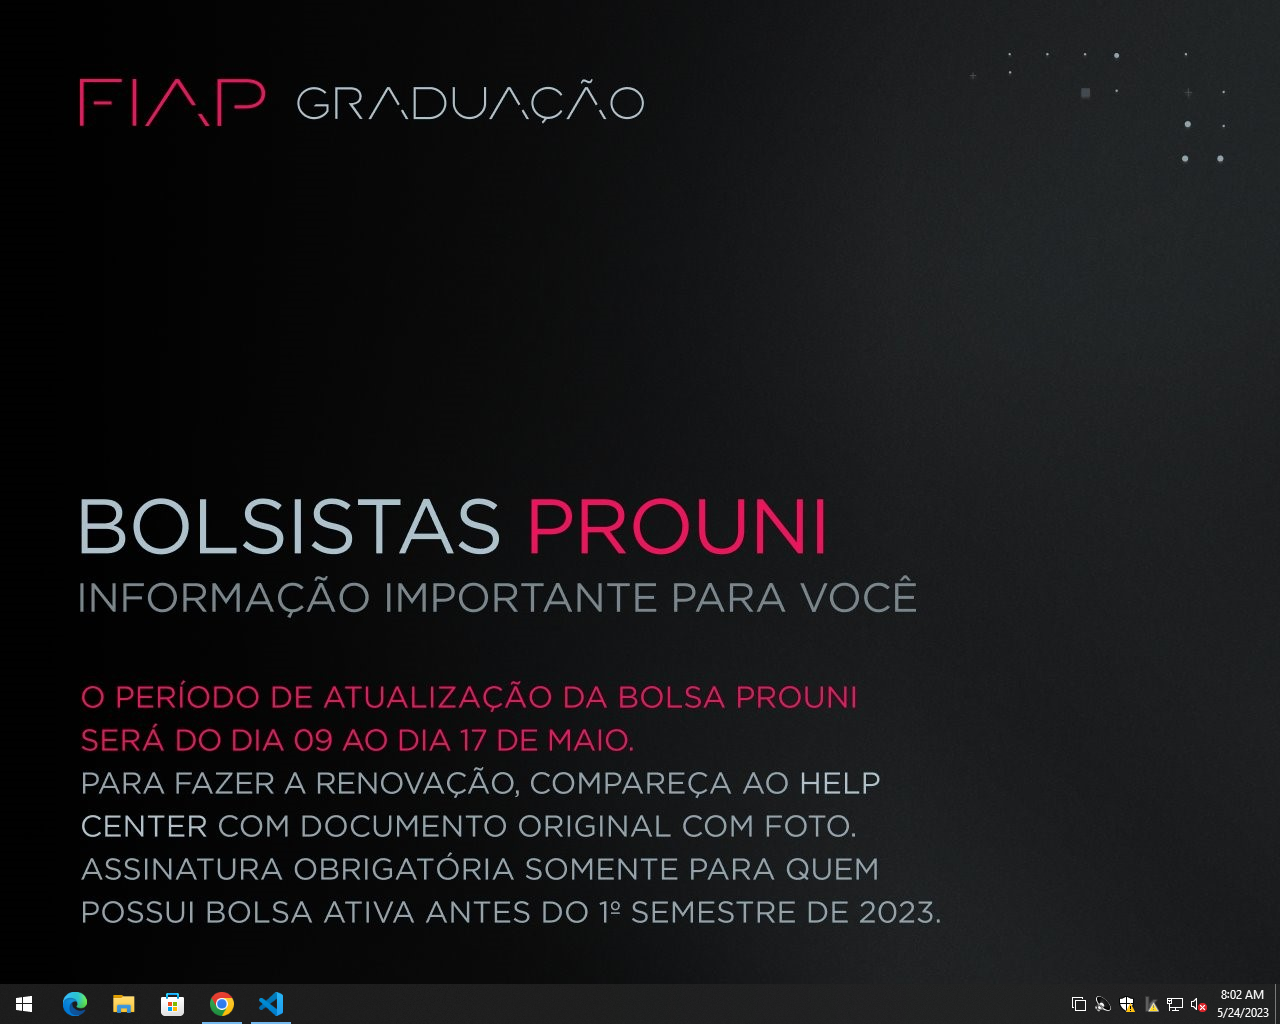 FIAP GRADUAÇÃO
BOLSISTAS PROUNI
INFORMAÇÃO IMPORTANTE PARA VOCÊ
O PERÍODO DE ATUALIZAÇÃO DA BOLSA PROUNI
SERÁ DO DIA 09 AO DIA 17 DE MAIO.
PARA FAZER A RENOVAÇÃO, COMPAREÇA AO HELP
CENTER COM DOCUMENTO ORIGINAL COM FOTO.
ASSINATURA OBRIGATÓRIA SOMENTE PARA QUEM
POSSUI BOLSA ATIVA ANTES DO 1º SEMESTRE DE 2023.
8:02 AM
5/24/2023